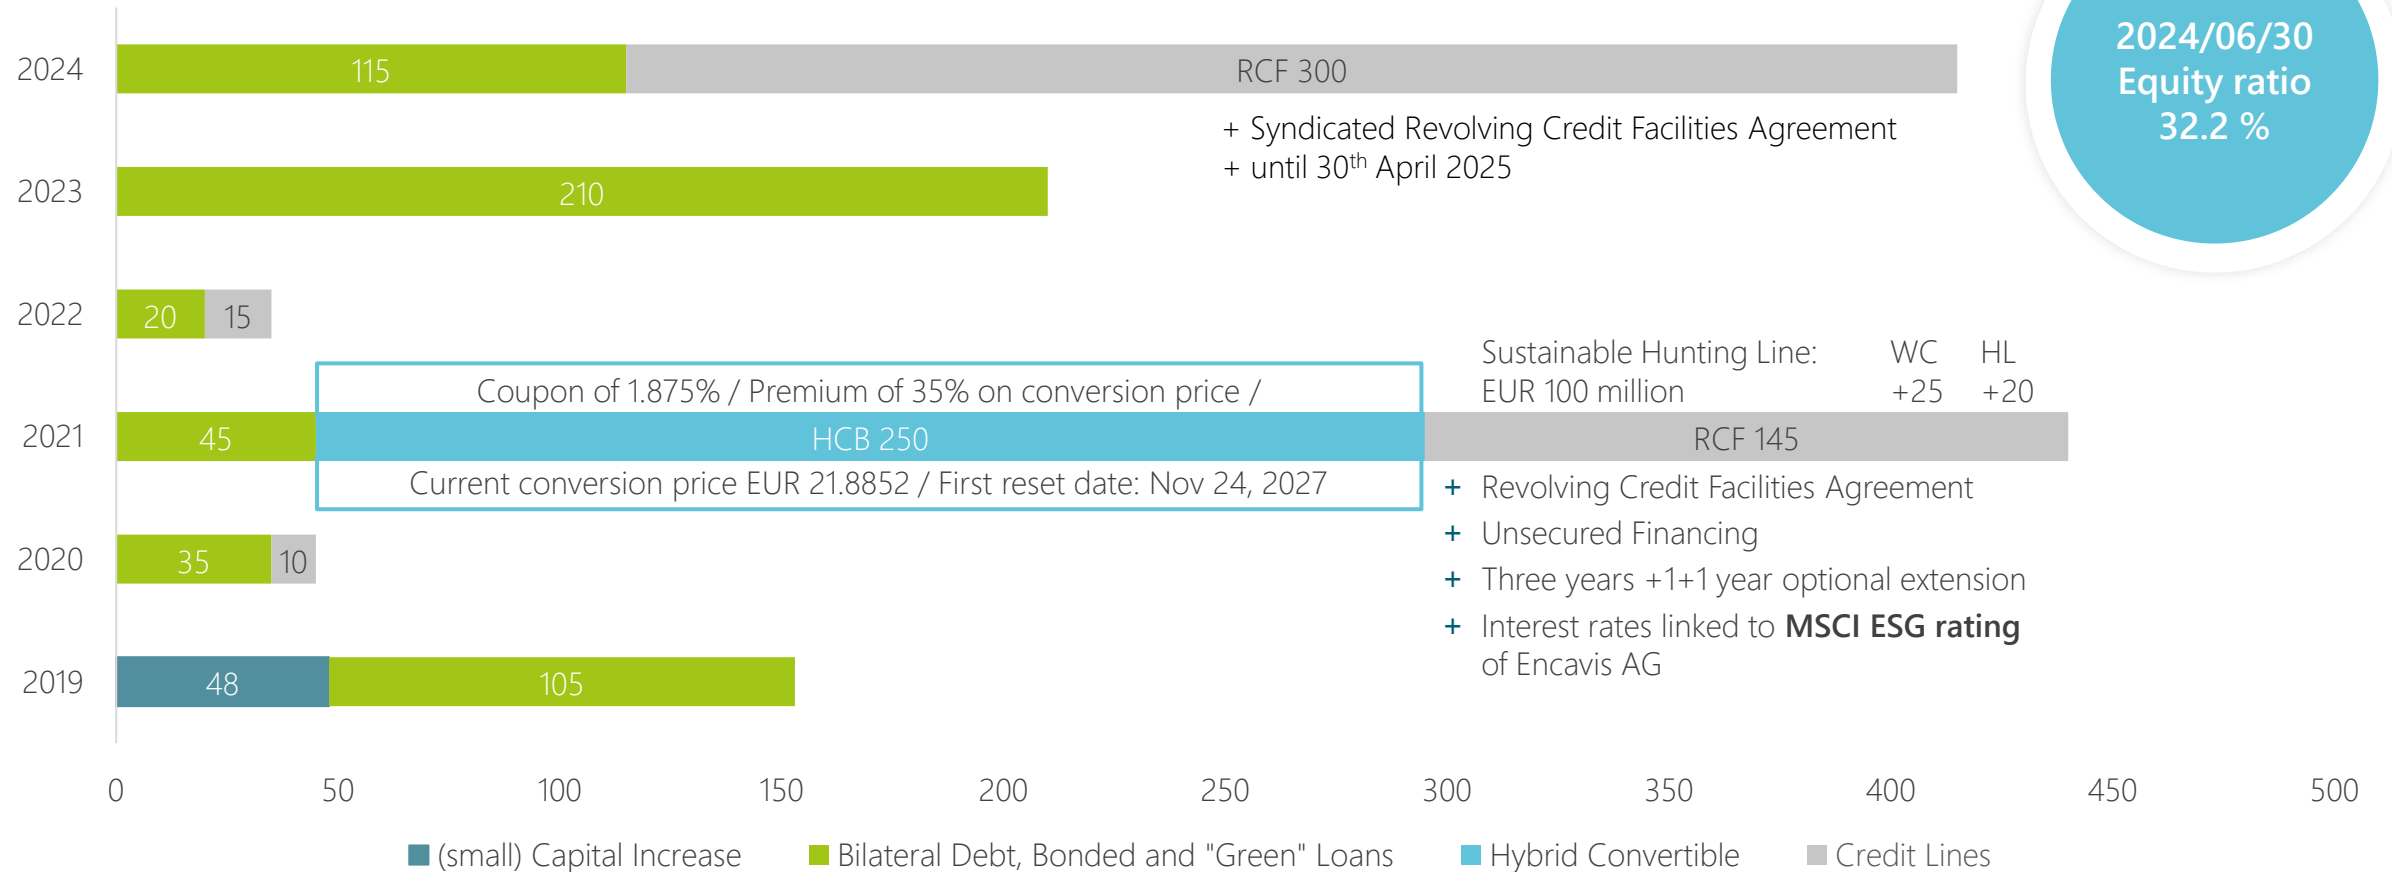 2024/06/30
Equity ratio
32.2 %
2024
115
RCF 300
+ Syndicated Revolving Credit Facilities Agreement
+ until 30th April 2025
2023
210
2022
20
15
Sustainable Hunting Line: WC HL
EUR 100 million +25 +20
Coupon of 1.875% / Premium of 35% on conversion price /
2021
45
HCB 250
RCF 145
Current conversion price EUR 21.8852 / First reset date: Nov 24, 2027
+ Revolving Credit Facilities Agreement
+ Unsecured Financing
+ Three years +1+1 year optional extension
+ Interest rates linked to MSCI ESG rating
of Encavis AG
2020
35
10
2019
48
105
0 50 100 150 200 250 300 350 400 450 500
(small) Capital Increase Bilateral Debt, Bonded and "Green" Loans Hybrid Convertible Credit Lines